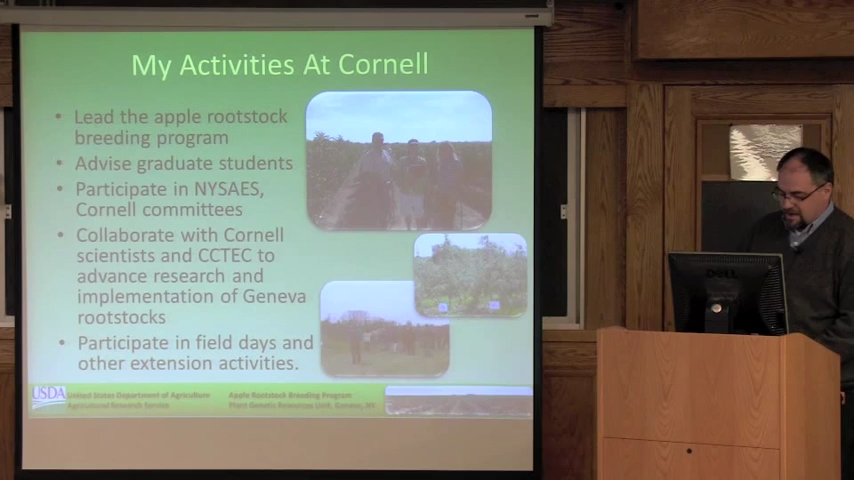 My Activities At Cornell
• Lead the apple rootstock
breeding program
• Advise graduate students
• Participate in NYSAES,
Cornell committees
• Collaborate with Cornell
scientists and CCTEC to
advance research and
implementation of Geneva
rootstocks
• Participate in field days and
other extension activities.
USDA United States Department of Agriculture
Agricultural Research Service
Apple Rootstock Breeding Program
Plant Genetic Resources Unit, Geneva, NY
DELL